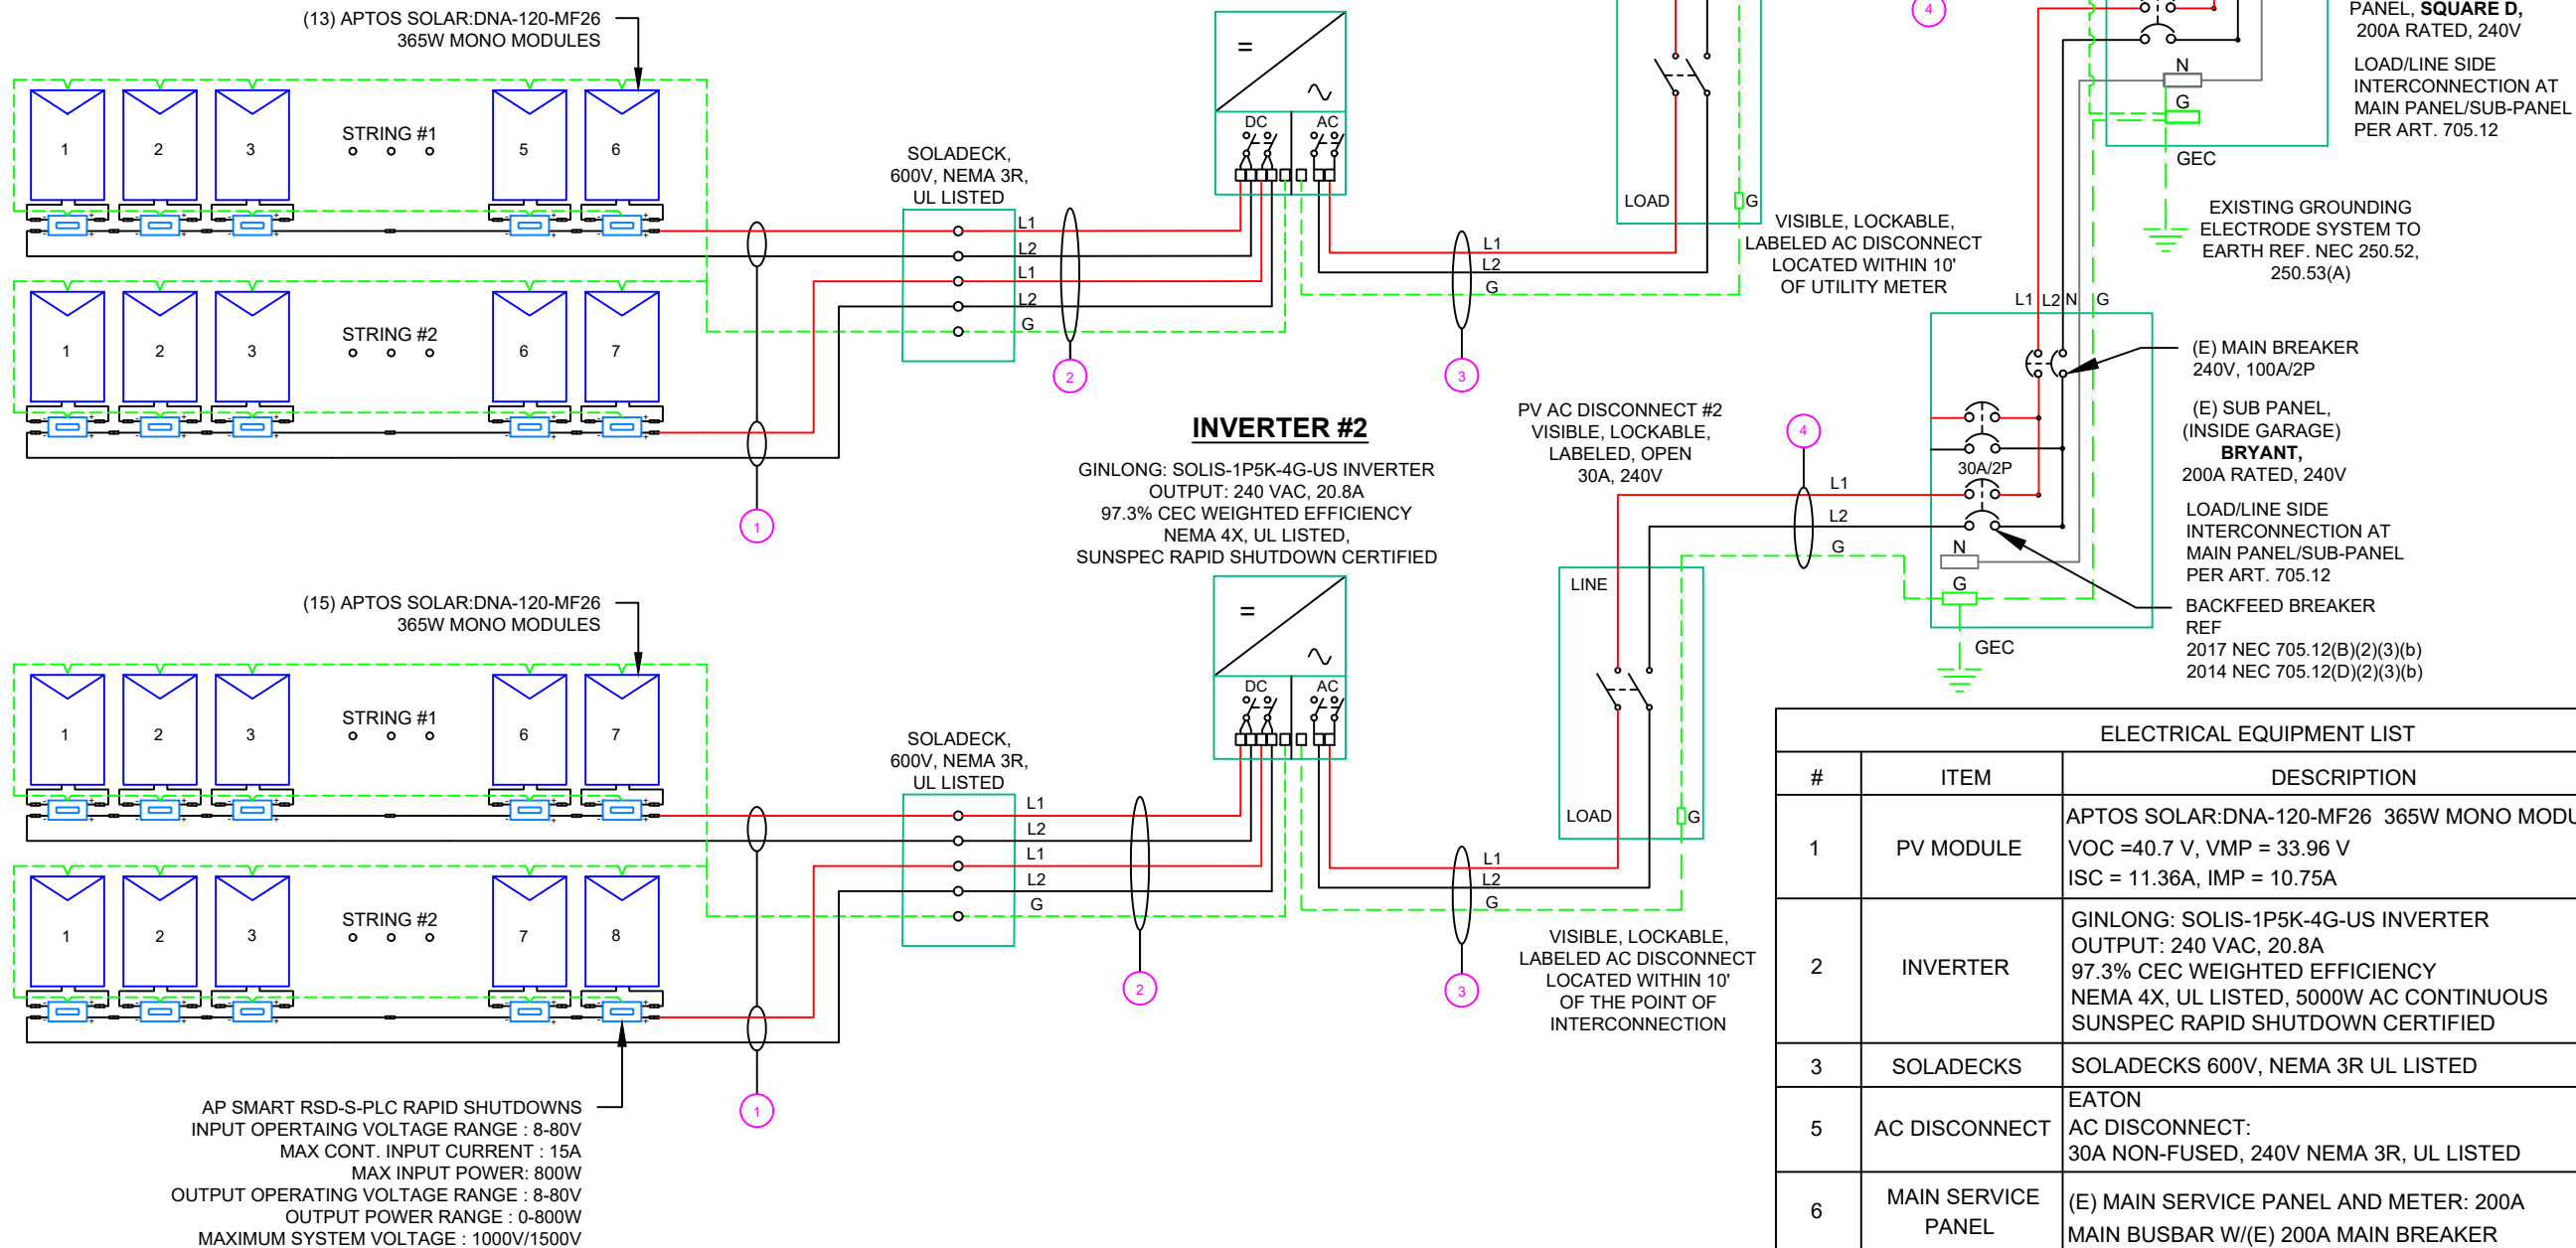 (13) APTOS SOLAR:DNA-120-MF26
365W MONO MODULES
1
2
3
STRING #1
5
6
- +
- +
- +
- +
- +
1
2
3
STRING #2
6
7
- +
- +
- +
- +
- +
1
SOLADECK,
600V, NEMA 3R,
UL LISTED
L1
L2
L1
L2
G
2
=
DC
AC
L1
L2
G
3
LOAD
G
VISIBLE, LOCKABLE,
LABELED AC DISCONNECT
LOCATED WITHIN 10'
OF UTILITY METER
4
PANEL, SQUARE D,
200A RATED, 240V
LOAD/LINE SIDE
INTERCONNECTION AT
MAIN PANEL/SUB-PANEL
PER ART. 705.12
N
G
GEC
EXISTING GROUNDING
ELECTRODE SYSTEM TO
EARTH REF. NEC 250.52,
250.53(A)
L1 L2 N G
(E) MAIN BREAKER
240V, 100A/2P
(E) SUB PANEL,
(INSIDE GARAGE)
BRYANT,
200A RATED, 240V
LOAD/LINE SIDE
INTERCONNECTION AT
MAIN PANEL/SUB-PANEL
PER ART. 705.12
30A/2P
N
G
GEC
BACKFEED BREAKER
REF
2017 NEC 705.12(B)(2)(3)(b)
2014 NEC 705.12(D)(2)(3)(b)
INVERTER #2
GINLONG: SOLIS-1P5K-4G-US INVERTER
OUTPUT: 240 VAC, 20.8A
97.3% CEC WEIGHTED EFFICIENCY
NEMA 4X, UL LISTED,
SUNSPEC RAPID SHUTDOWN CERTIFIED
PV AC DISCONNECT #2
VISIBLE, LOCKABLE,
LABELED, OPEN
30A, 240V
4
L1
L2
G
LINE
LOAD
G
(15) APTOS SOLAR:DNA-120-MF26
365W MONO MODULES
1
2
3
STRING #1
6
7
- +
- +
- +
- +
- +
1
2
3
STRING #2
7
8
- +
- +
- +
- +
- +
1
SOLADECK,
600V, NEMA 3R,
UL LISTED
L1
L2
L1
L2
G
2
=
DC
AC
L1
L2
G
3
VISIBLE, LOCKABLE,
LABELED AC DISCONNECT
LOCATED WITHIN 10'
OF THE POINT OF
INTERCONNECTION
AP SMART RSD-S-PLC RAPID SHUTDOWNS
INPUT OPERTAING VOLTAGE RANGE : 8-80V
MAX CONT. INPUT CURRENT : 15A
MAX INPUT POWER: 800W
OUTPUT OPERATING VOLTAGE RANGE : 8-80V
OUTPUT POWER RANGE : 0-800W
MAXIMUM SYSTEM VOLTAGE : 1000V/1500V
ELECTRICAL EQUIPMENT LIST
# ITEM DESCRIPTION
1 PV MODULE
APTOS SOLAR:DNA-120-MF26 365W MONO MODU
VOC =40.7 V, VMP = 33.96 V
ISC = 11.36A, IMP = 10.75A
2 INVERTER
GINLONG: SOLIS-1P5K-4G-US INVERTER
OUTPUT: 240 VAC, 20.8A
97.3% CEC WEIGHTED EFFICIENCY
NEMA 4X, UL LISTED, 5000W AC CONTINUOUS
SUNSPEC RAPID SHUTDOWN CERTIFIED
3 SOLADECKS SOLADECKS 600V, NEMA 3R UL LISTED
5 AC DISCONNECT
EATON
AC DISCONNECT:
30A NON-FUSED, 240V NEMA 3R, UL LISTED
6 MAIN SERVICE
PANEL
(E) MAIN SERVICE PANEL AND METER: 200A
MAIN BUSBAR W/(E) 200A MAIN BREAKER